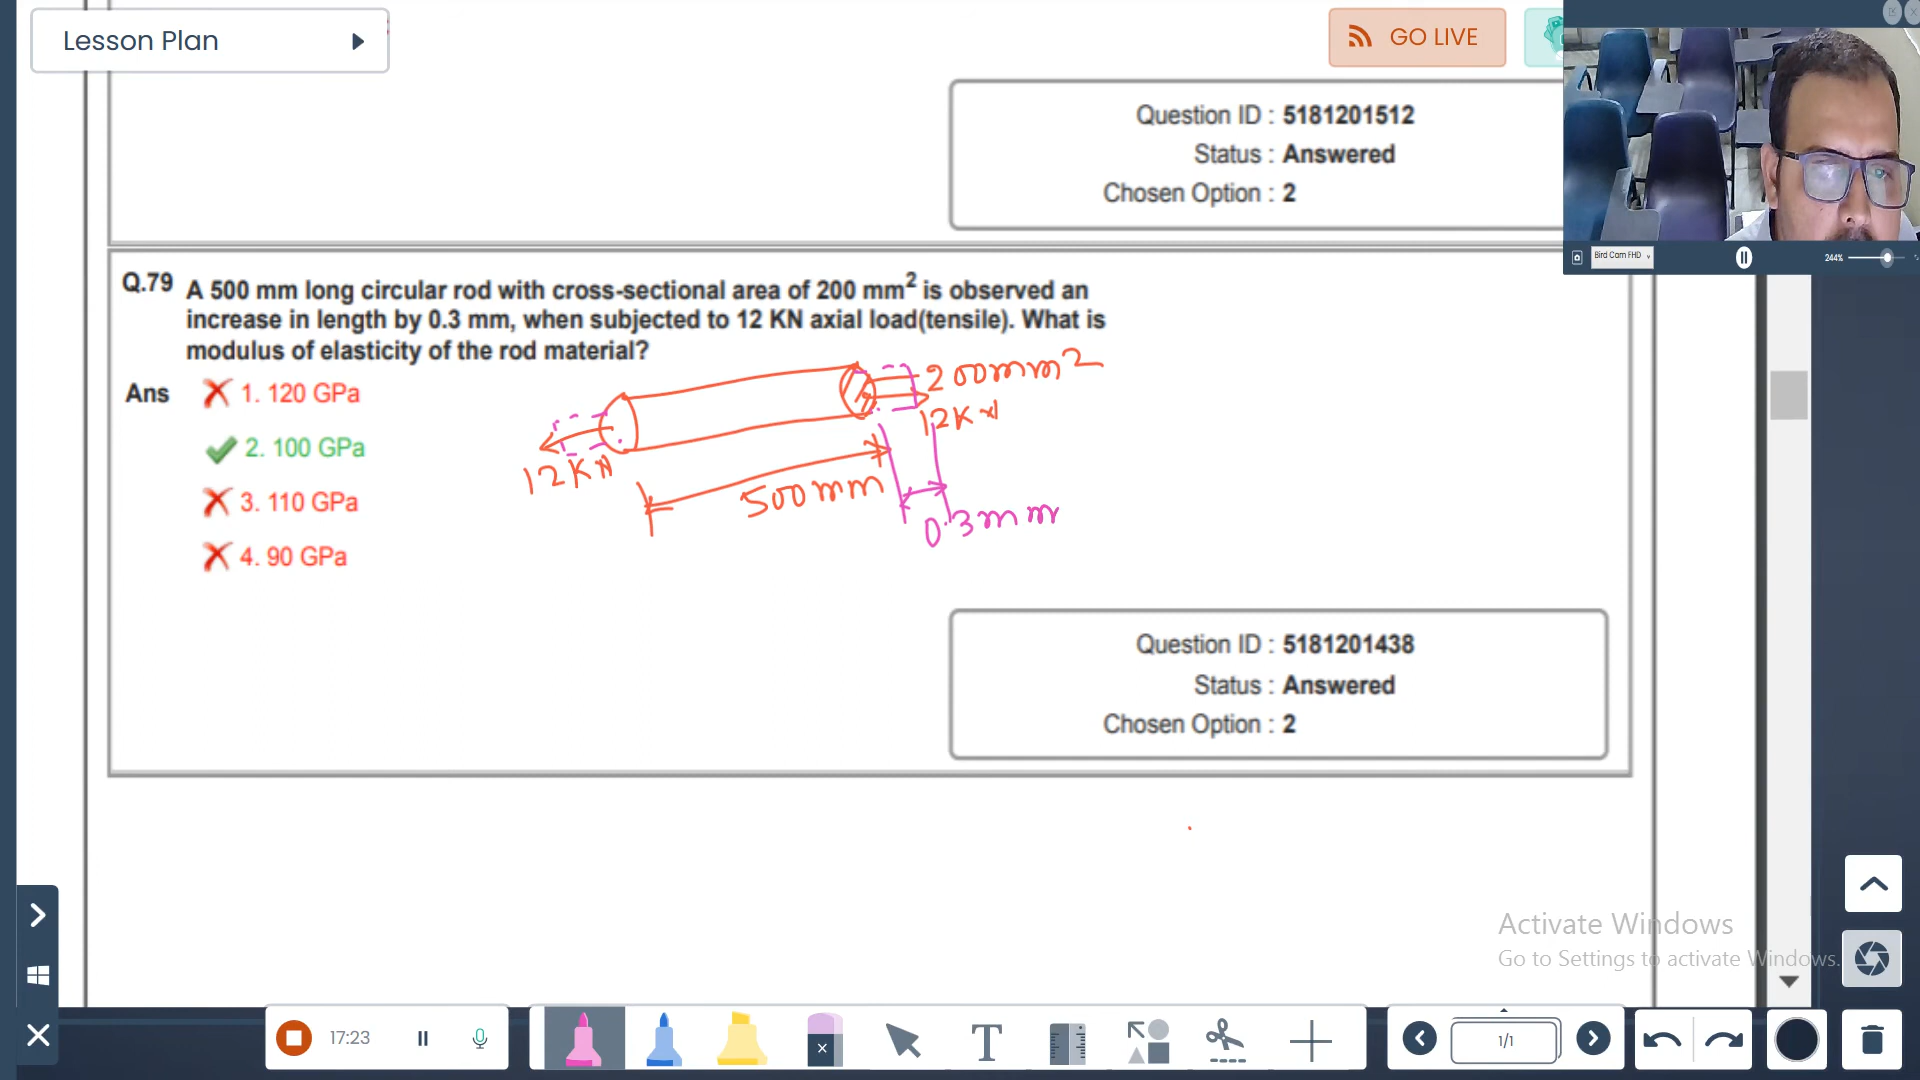 Lesson Plan
GO LIVE
Question ID : 5181201512
Status : Answered
Chosen Option : 2
Bird Cam FHD
244%
Q.79 A 500 mm long circular rod with cross-sectional area of 200 mm² is observed an
increase in length by 0.3 mm, when subjected to 12 KN axial load(tensile). What is
modulus of elasticity of the rod material?
Ans 1. 120 GPa
2. 100 GPa
3. 110 GPa
4. 90 GPa
200mm²
12KN
12KN
500mm
0.3mm
Question ID : 5181201438
Status : Answered
Chosen Option : 2
Activate Windows
Go to Settings to activate Windows.
17:23
T
1/1